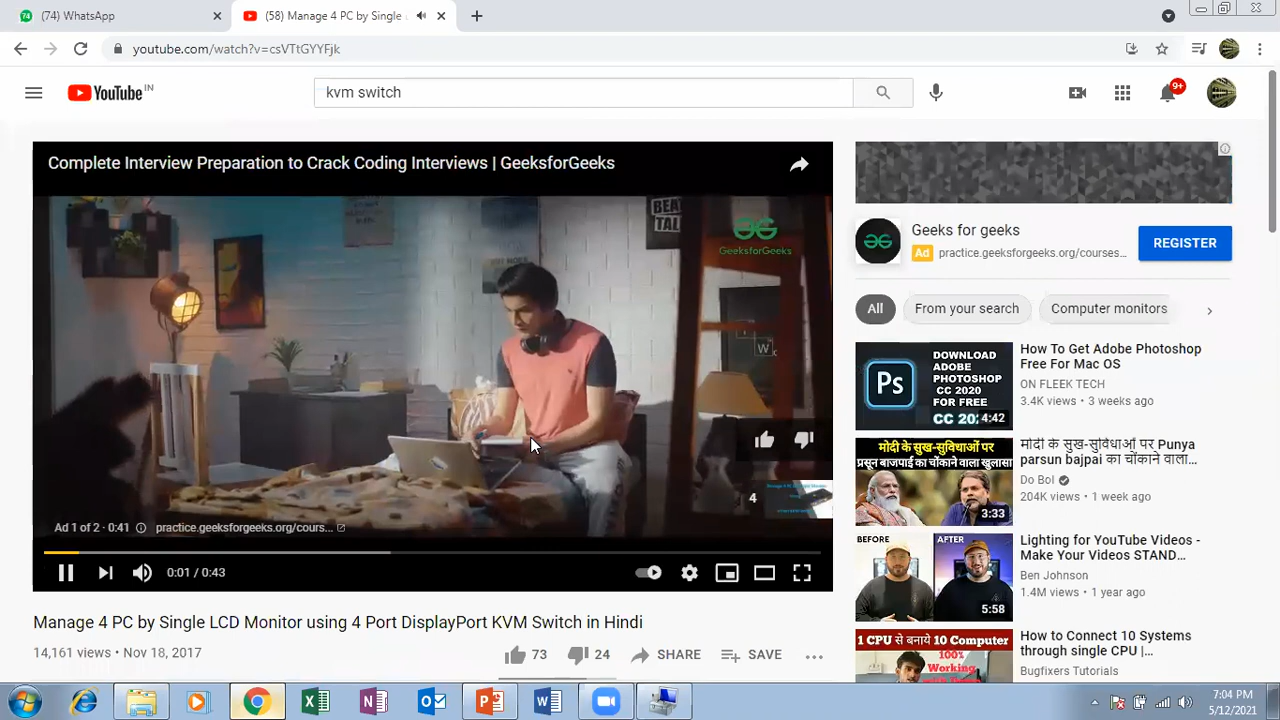 (74) WhatsApp
(58) Manage 4 PC by Single
youtube.com/watch?v=csVTtGYYFjk
YouTube IN
kvm switch
9+
Complete Interview Preparation to Crack Coding Interviews | GeeksforGeeks
GeeksforGeeks
4
Ad 1 of 2 · 0:41
practice.geeksforgeeks.org/cours...
0:01 / 0:43
Manage 4 PC by Single LCD Monitor using 4 Port DisplayPort KVM Switch in Hindi
14,161 views • Nov 18, 2017
73
24
SHARE
SAVE
Geeks for geeks
Ad practice.geeksforgeeks.org/courses...
REGISTER
All
From your search
Computer monitors
DOWNLOAD
ADOBE
PHOTOSHOP
CC 2020
FOR FREE
Ps
4:42
How To Get Adobe Photoshop
Free For Mac OS
ON FLEEK TECH
3.4K views • 3 weeks ago
मोदी के सुख-सुविधाओं पर
प्रसून बाजपाई का चोंकाने वाला खुलासा
3:33
मोदी के सुख-सुविधाओं पर Punya
parsun bajpai का चोंकाने वाला...
Do Bol
204K views • 1 week ago
BEFORE
AFTER
5:58
Lighting for YouTube Videos -
Make Your Videos STAND...
Ben Johnson
1.4M views • 1 year ago
1 CPU से बनाये 10 Computer
100%
Working
How to Connect 10 Systems
through single CPU |...
Bugfixers Tutorials
7:04 PM
5/12/2021